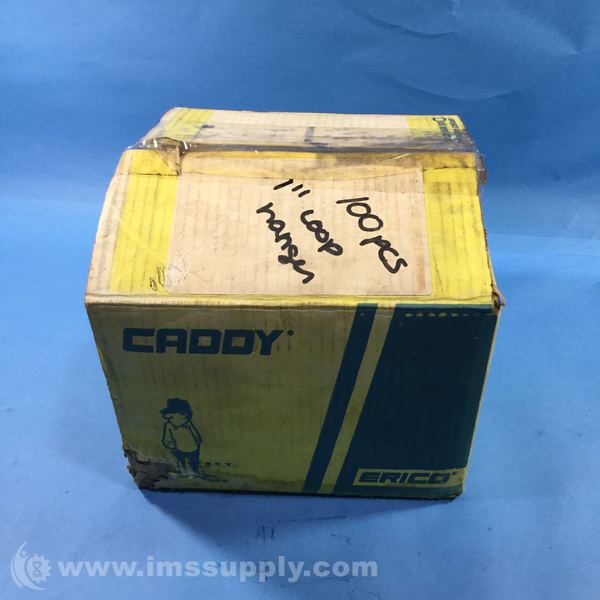 100 pcs
1" Loop
hanger
CADDY
ERICO
www.imssupply.com